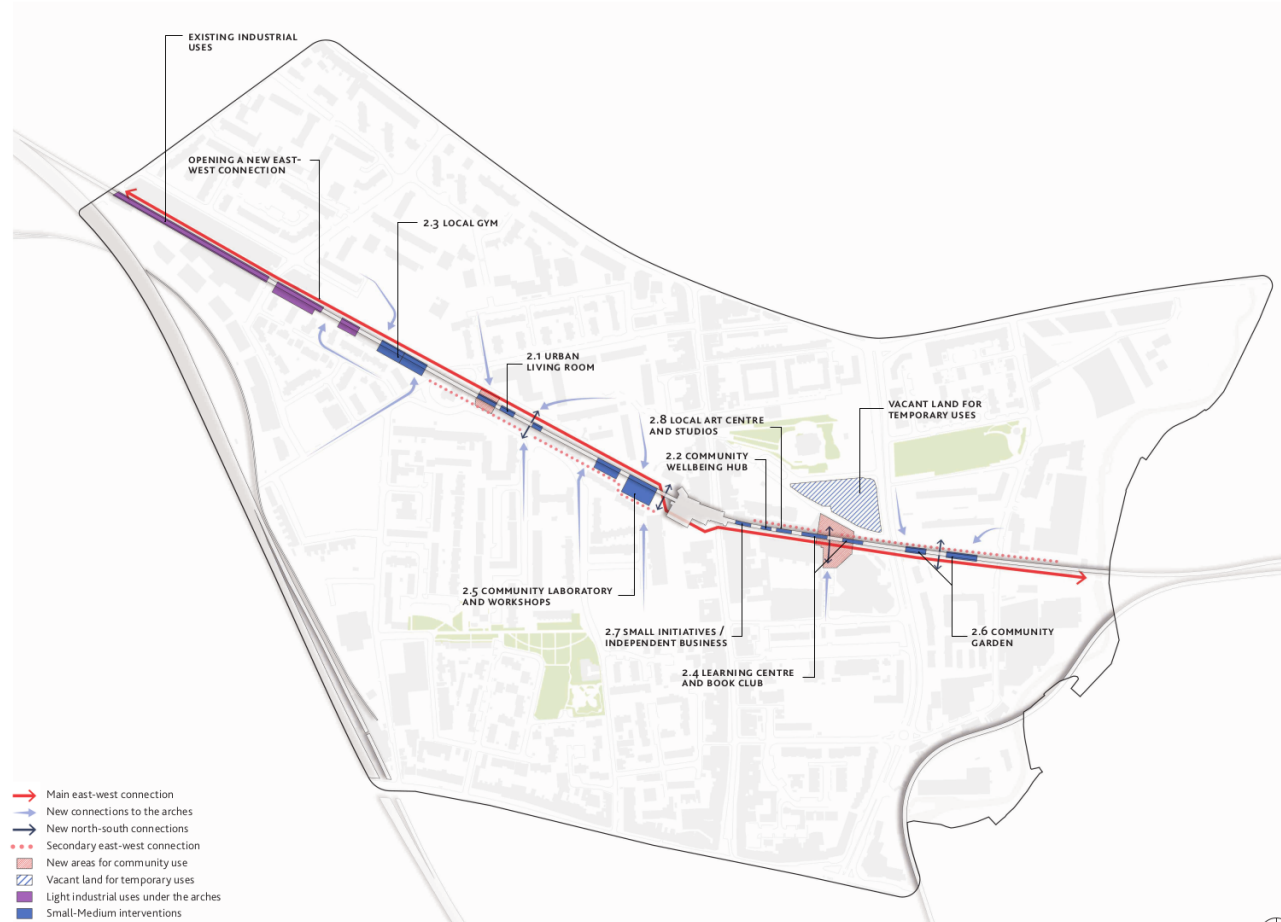 EXISTING INDUSTRIAL
USES
OPENING A NEW EAST-
WEST CONNECTION
2.3 LOCAL GYM
2.1 URBAN
LIVING ROOM
2.8 LOCAL ART CENTRE
AND STUDIOS
VACANT LAND FOR
TEMPORARY USES
2.2 COMMUNITY
WELLBEING HUB
2.5 COMMUNITY LABORATORY
AND WORKSHOPS
2.7 SMALL INITIATIVES /
INDEPENDENT BUSINESS
2.6 COMMUNITY
GARDEN
2.4 LEARNING CENTRE
AND BOOK CLUB
Main east-west connection
New connections to the arches
New north-south connections
Secondary east-west connection
New areas for community use
Vacant land for temporary uses
Light industrial uses under the arches
Small-Medium interventions